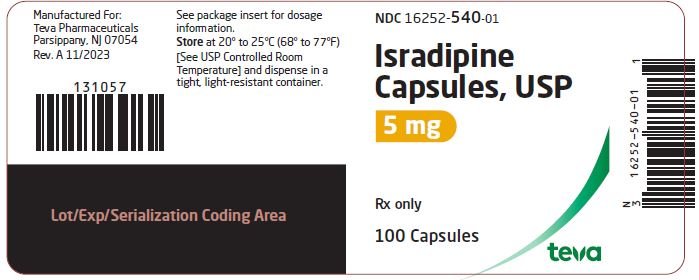 Manufactured For:
Teva Pharmaceuticals
Parsippany, NJ 07054
Rev. A 11/2023
131057
See package insert for dosage
information.
Store at 20° to 25°C (68° to 77°F)
[See USP Controlled Room
Temperature] and dispense in a
tight, light-resistant container.
Lot/Exp/Serialization Coding Area
NDC 16252-540-01
Isradipine
Capsules, USP
5 mg
Rx only
100 Capsules
teva
N
3 16252-540-01 1